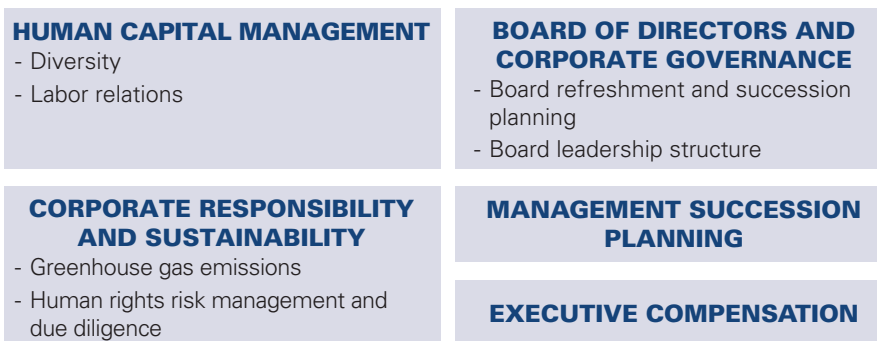 HUMAN CAPITAL MANAGEMENT
- Diversity
- Labor relations
BOARD OF DIRECTORS AND
CORPORATE GOVERNANCE
- Board refreshment and succession
planning
- Board leadership structure
CORPORATE RESPONSIBILITY
AND SUSTAINABILITY
- Greenhouse gas emissions
- Human rights risk management and
due diligence
MANAGEMENT SUCCESSION
PLANNING
EXECUTIVE COMPENSATION